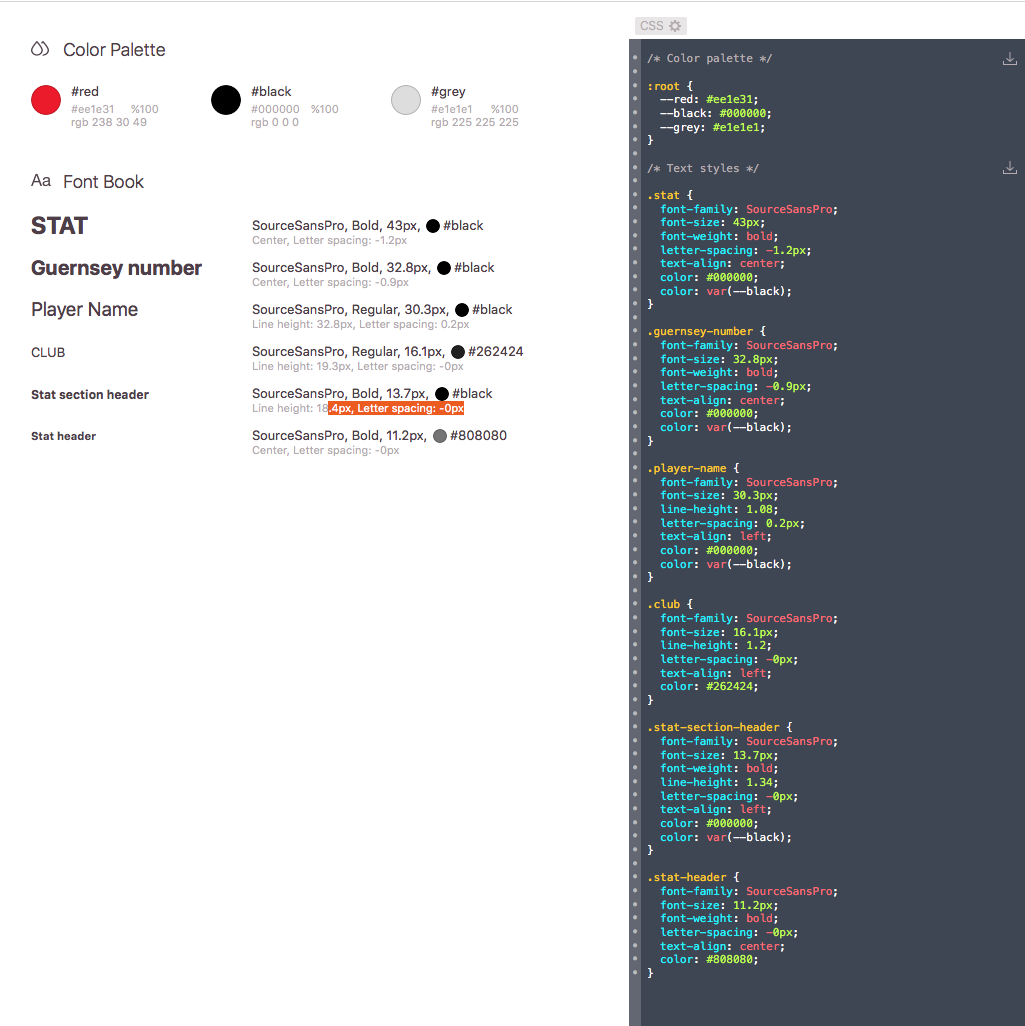 CSS
Color Palette
#red
#ee1e31 %100
rgb 238 30 49
#black
#000000 %100
rgb 0 0 0
#grey
#e1e1e1 %100
rgb 225 225 225
Aa Font Book
STAT
SourceSansPro, Bold, 43px, #black
Center, Letter spacing: -1.2px
Guernsey number
SourceSansPro, Bold, 32.8px, #black
Center, Letter spacing: -0.9px
Player Name
SourceSansPro, Regular, 30.3px, #black
Line height: 32.8px, Letter spacing: 0.2px
CLUB
SourceSansPro, Regular, 16.1px, #262424
Line height: 19.3px, Letter spacing: -0px
Stat section header
SourceSansPro, Bold, 13.7px, #black
Line height: 18.4px, Letter spacing: -0px
Stat header
SourceSansPro, Bold, 11.2px, #808080
Center, Letter spacing: -0px
/* Color palette */
:root {
--red: #ee1e31;
--black: #000000;
--grey: #e1e1e1;
}
/* Text styles */
.stat {
font-family: SourceSansPro;
font-size: 43px;
font-weight: bold;
letter-spacing: -1.2px;
text-align: center;
color: #000000;
color: var(--black);
}
.guernsey-number {
font-family: SourceSansPro;
font-size: 32.8px;
font-weight: bold;
letter-spacing: -0.9px;
text-align: center;
color: #000000;
color: var(--black);
}
.player-name {
font-family: SourceSansPro;
font-size: 30.3px;
line-height: 1.08;
letter-spacing: 0.2px;
text-align: left;
color: #000000;
color: var(--black);
}
.club {
font-family: SourceSansPro;
font-size: 16.1px;
line-height: 1.2;
letter-spacing: -0px;
text-align: left;
color: #262424;
}
.stat-section-header {
font-family: SourceSansPro;
font-size: 13.7px;
font-weight: bold;
line-height: 1.34;
letter-spacing: -0px;
text-align: left;
color: #000000;
color: var(--black);
}
.stat-header {
font-family: SourceSansPro;
font-size: 11.2px;
font-weight: bold;
letter-spacing: -0px;
text-align: center;
color: #808080;
}